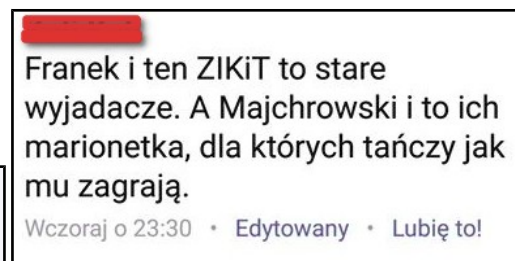 Franek i ten ZIKiT to stare
wyjadacze. A Majchrowski i to ich
marionetka, dla których tańczy jak
mu zagrają.
Wczoraj o 23:30 • Edytowany • Lubię to!